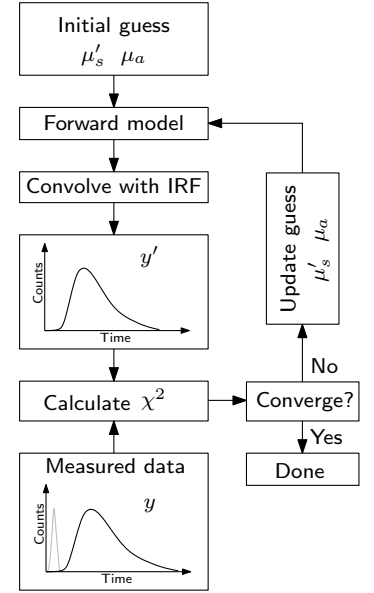 Initial guess
μ′ₛ μₐ
Forward model
Convolve with IRF
y′
Counts
Time
Update guess
μ′ₛ μₐ
Calculate χ²
Converge?
No
Yes
Done
Measured data
y
Counts
Time